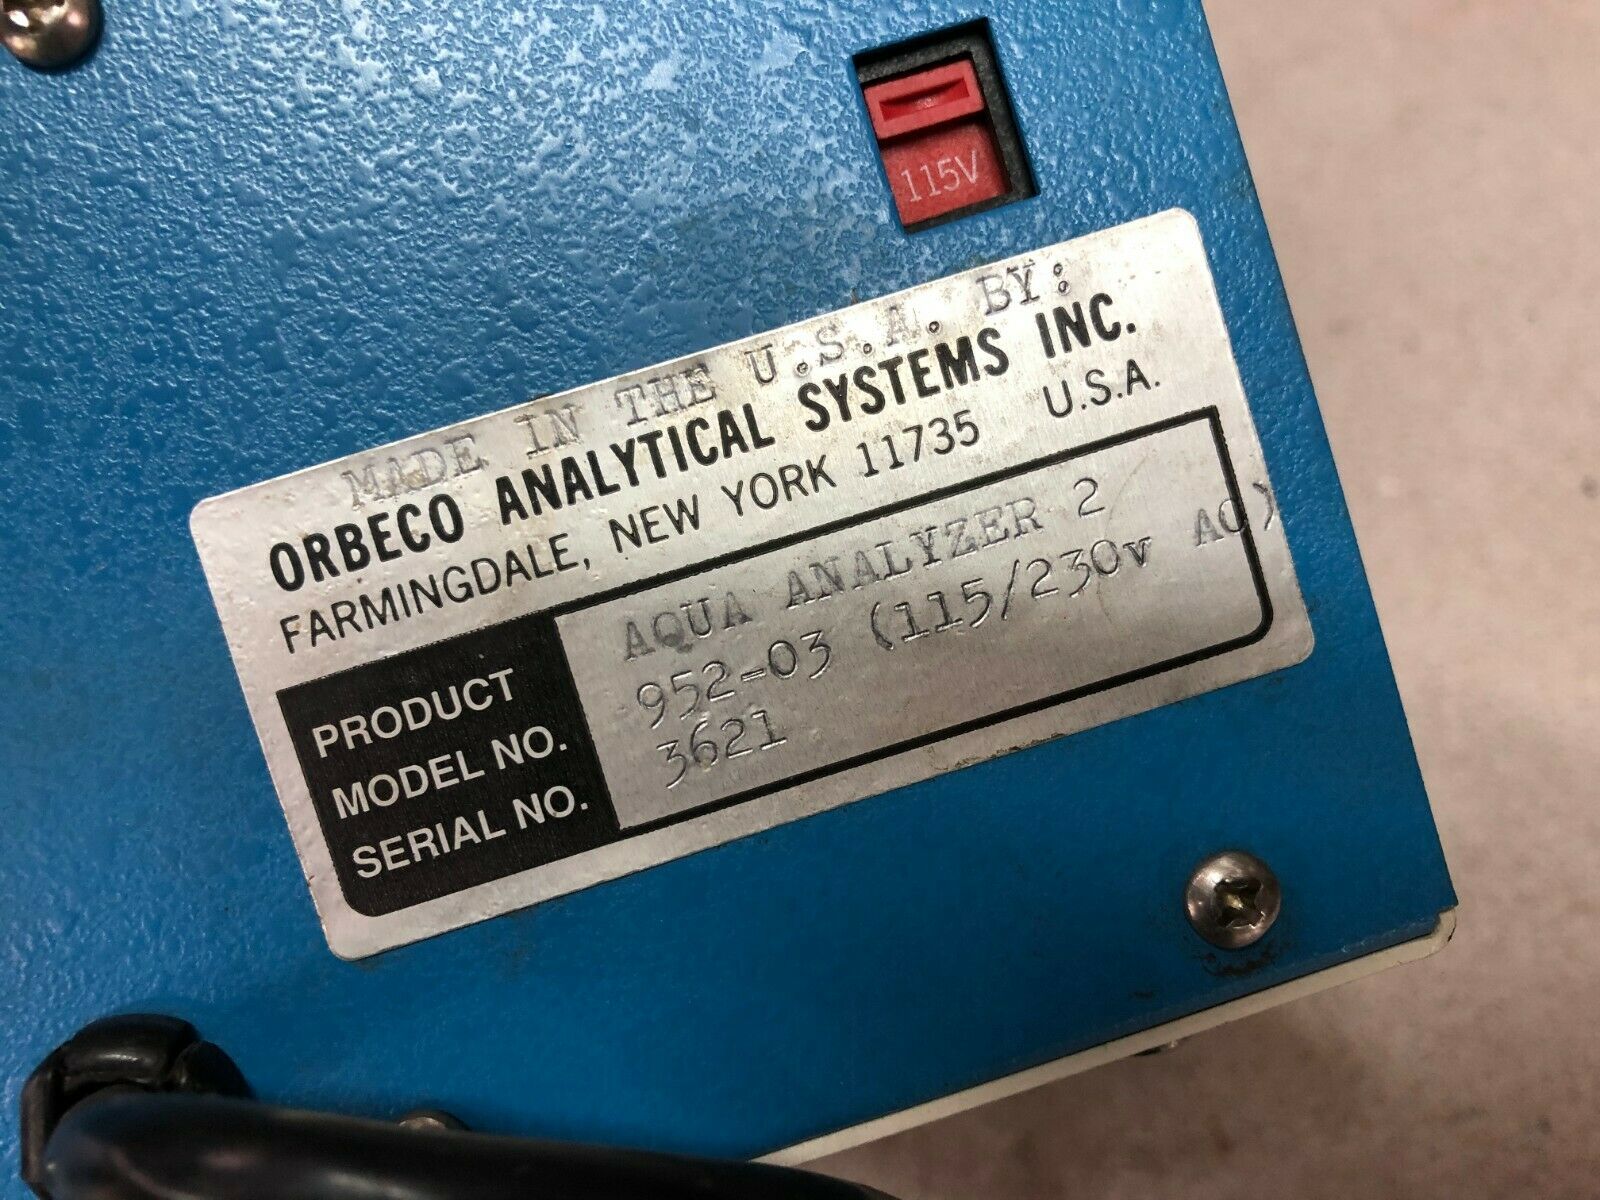 115V
MADE IN THE U.S.A. BY:
ORBECO ANALYTICAL SYSTEMS INC.
FARMINGDALE, NEW YORK 11735 U.S.A.
PRODUCT AQUA ANALYZER 2
MODEL NO. 952-03 (115/230v AC)
SERIAL NO. 3621